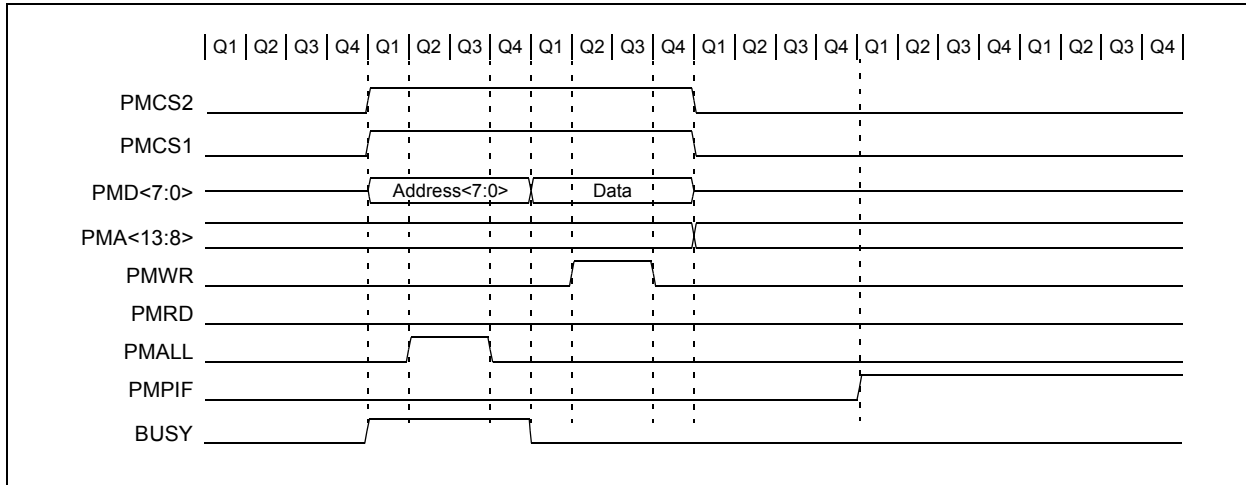 Q1 Q2 Q3 Q4 Q1 Q2 Q3 Q4 Q1 Q2 Q3 Q4 Q1 Q2 Q3 Q4 Q1 Q2 Q3 Q4 Q1 Q2 Q3 Q4
PMCS2
PMCS1
PMD<7:0> Address<7:0> Data
PMA<13:8>
PMWR
PMRD
PMALL
PMPIF
BUSY